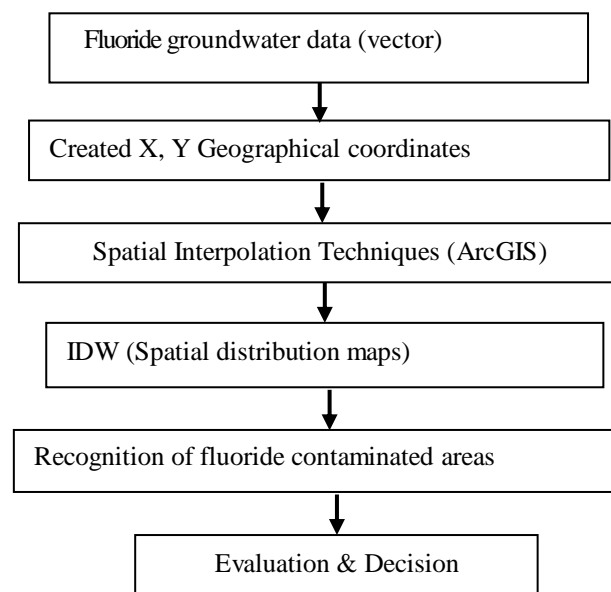 Fluoride groundwater data (vector)
Created X, Y Geographical coordinates
Spatial Interpolation Techniques (ArcGIS)
IDW (Spatial distribution maps)
Recognition of fluoride contaminated areas
Evaluation & Decision